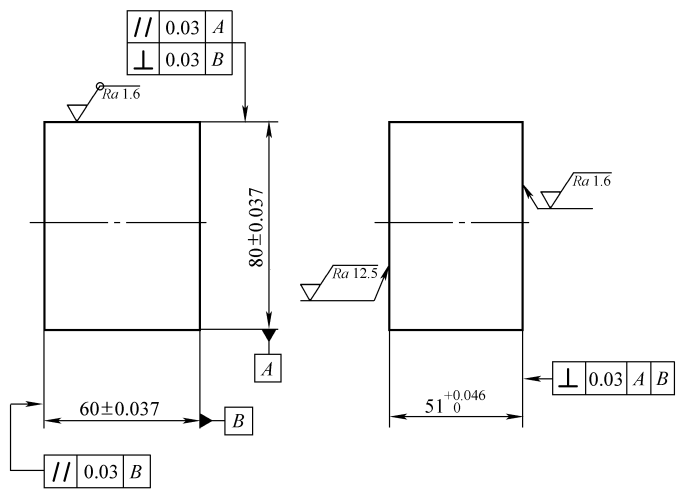 // 0.03 A
⊥ 0.03 B
Ra 1.6
80±0.037
A
60±0.037
B
// 0.03 B
Ra 1.6
Ra 12.5
⊥ 0.03 A B
51 +0.046 0